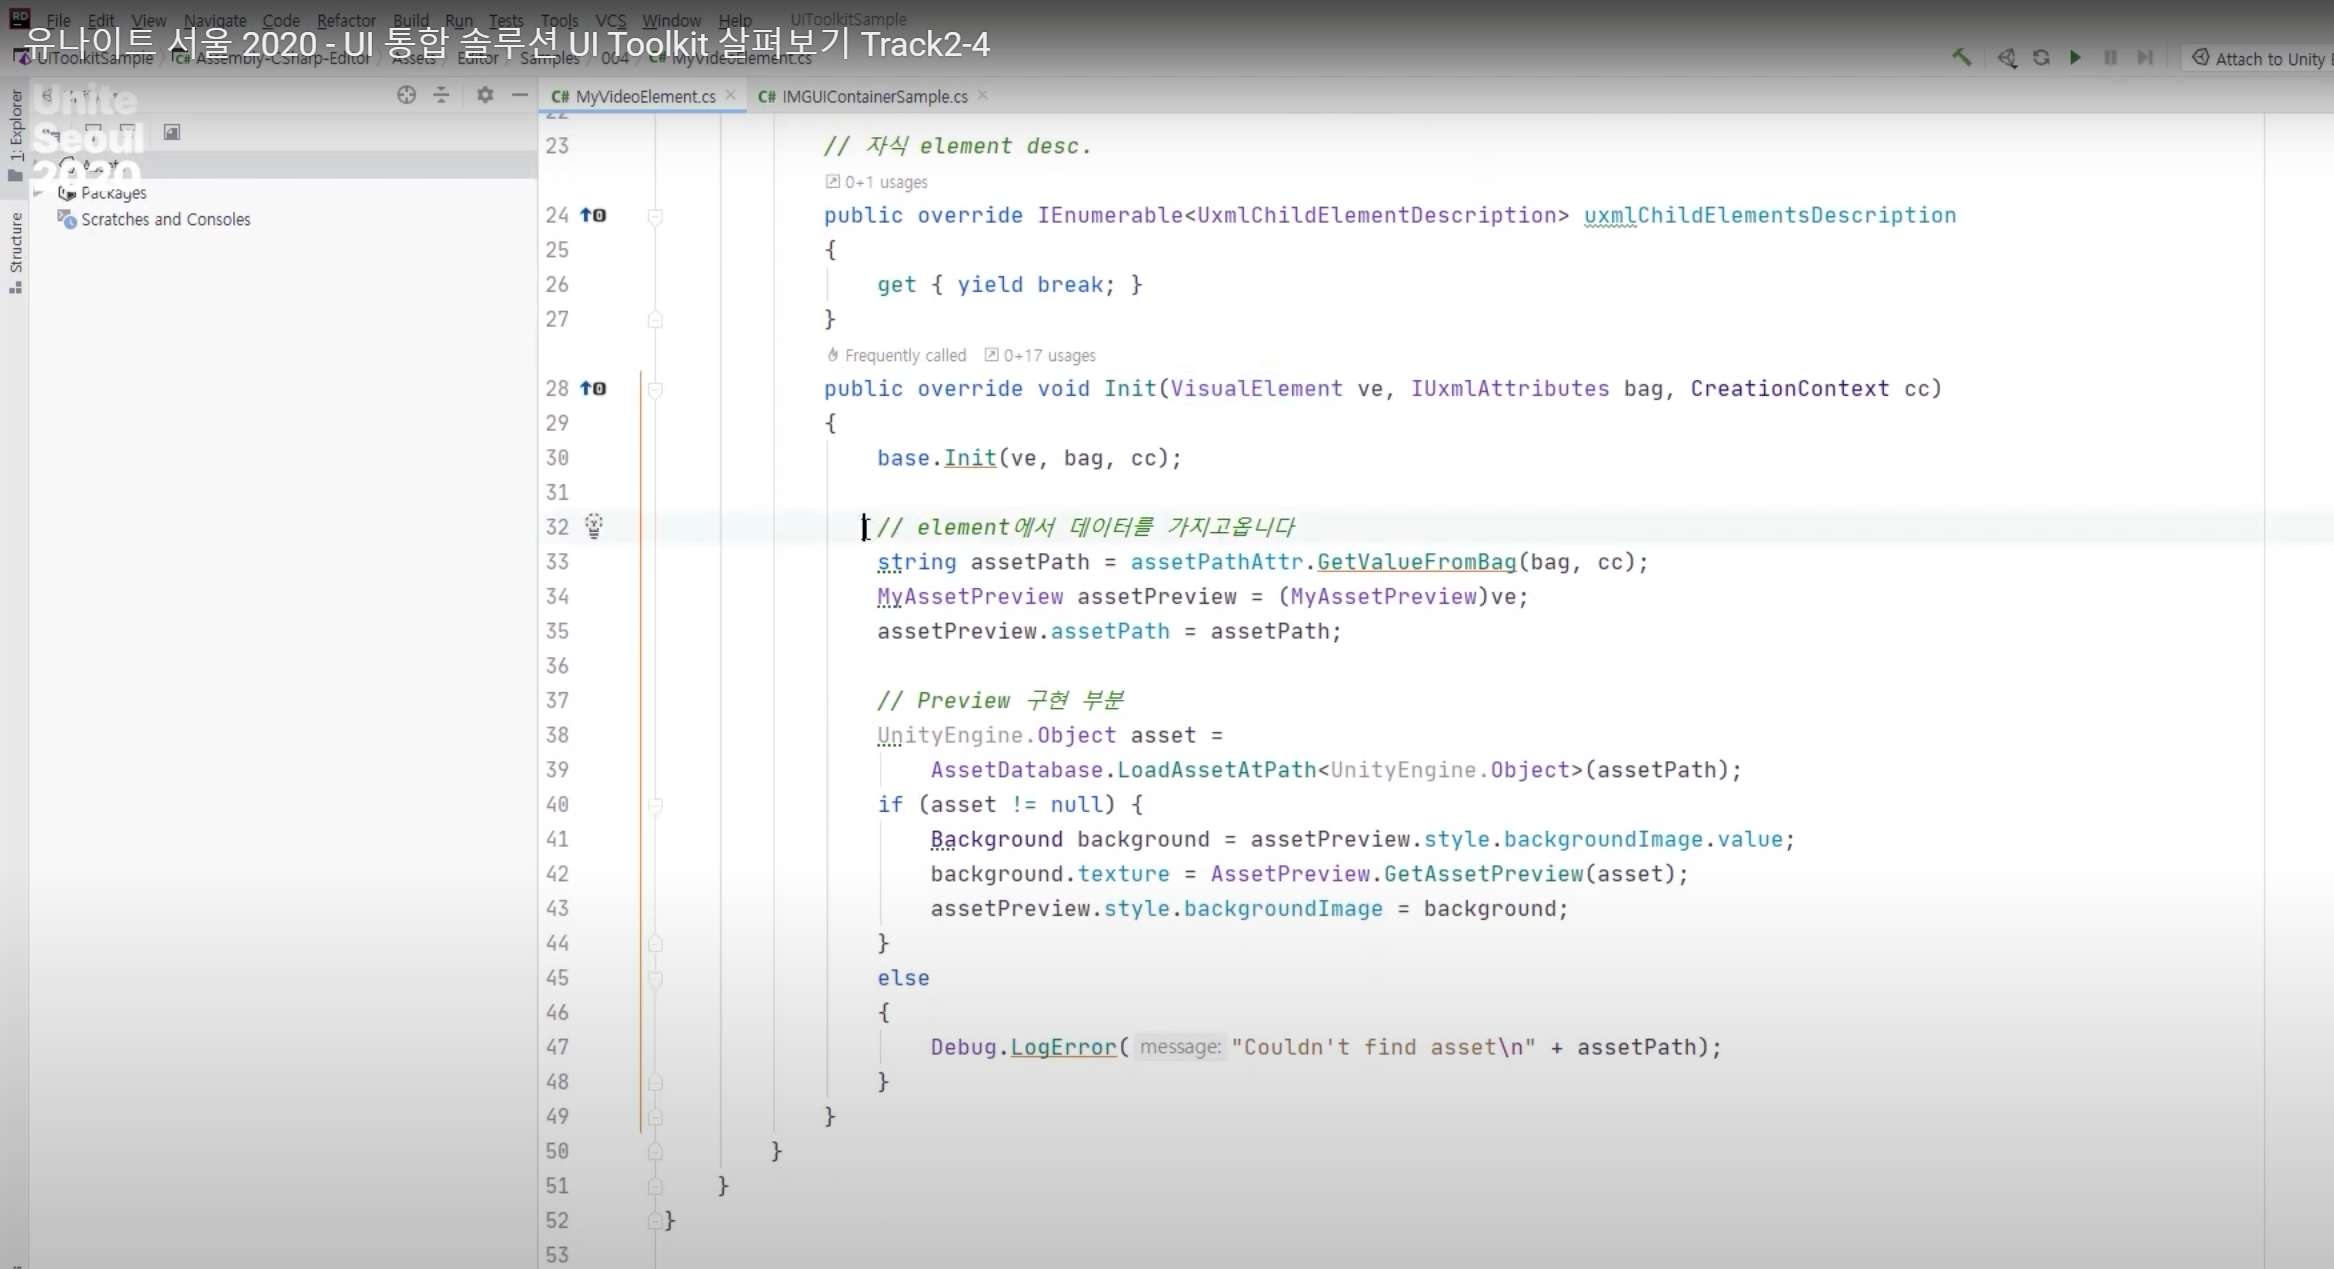 File Edit View Navigate Code Refactor Build Run Tests Tools VCS Window Help UIToolkitSample
유나이트 서울 2020 - UI 통합 솔루션 UI Toolkit 살펴보기 Track2-4
UIToolkitSample Assembly-CSharp-Editor Assets Editor Samples 004 C# MyVideoElement.cs
Attach to Unity E
Unite
Seoul
2020
1: Explorer
Structure
Packages
Scratches and Consoles
C# MyVideoElement.cs C# IMGUIContainerSample.cs
22
23 // 자식 element desc.
0+1 usages
24 public override IEnumerable<UxmlChildElementDescription> uxmlChildElementsDescription
25 {
26 get { yield break; }
27 }
Frequently called 0+17 usages
28 public override void Init(VisualElement ve, IUxmlAttributes bag, CreationContext cc)
29 {
30 base.Init(ve, bag, cc);
31
32 // element에서 데이터를 가지고옵니다
33 string assetPath = assetPathAttr.GetValueFromBag(bag, cc);
34 MyAssetPreview assetPreview = (MyAssetPreview)ve;
35 assetPreview.assetPath = assetPath;
36
37 // Preview 구현 부분
38 UnityEngine.Object asset =
39 AssetDatabase.LoadAssetAtPath<UnityEngine.Object>(assetPath);
40 if (asset != null) {
41 Background background = assetPreview.style.backgroundImage.value;
42 background.texture = AssetPreview.GetAssetPreview(asset);
43 assetPreview.style.backgroundImage = background;
44 }
45 else
46 {
47 Debug.LogError( message: "Couldn't find asset\n" + assetPath);
48 }
49 }
50 }
51 }
52 }
53